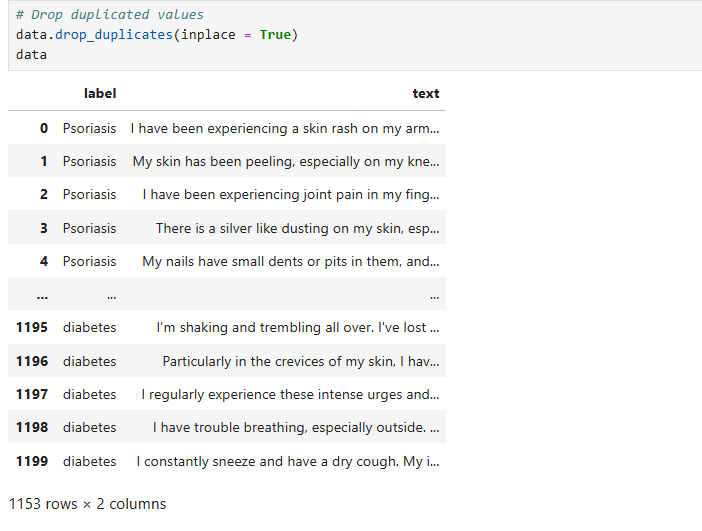 # Drop duplicated values
data.drop_duplicates(inplace = True)
data
label text
0 Psoriasis I have been experiencing a skin rash on my arm...
1 Psoriasis My skin has been peeling, especially on my kne...
2 Psoriasis I have been experiencing joint pain in my fing...
3 Psoriasis There is a silver like dusting on my skin, esp...
4 Psoriasis My nails have small dents or pits in them, and...
... ... ...
1195 diabetes I'm shaking and trembling all over. I've lost ...
1196 diabetes Particularly in the crevices of my skin, I hav...
1197 diabetes I regularly experience these intense urges and...
1198 diabetes I have trouble breathing, especially outside. ...
1199 diabetes I constantly sneeze and have a dry cough. My i...
1153 rows × 2 columns